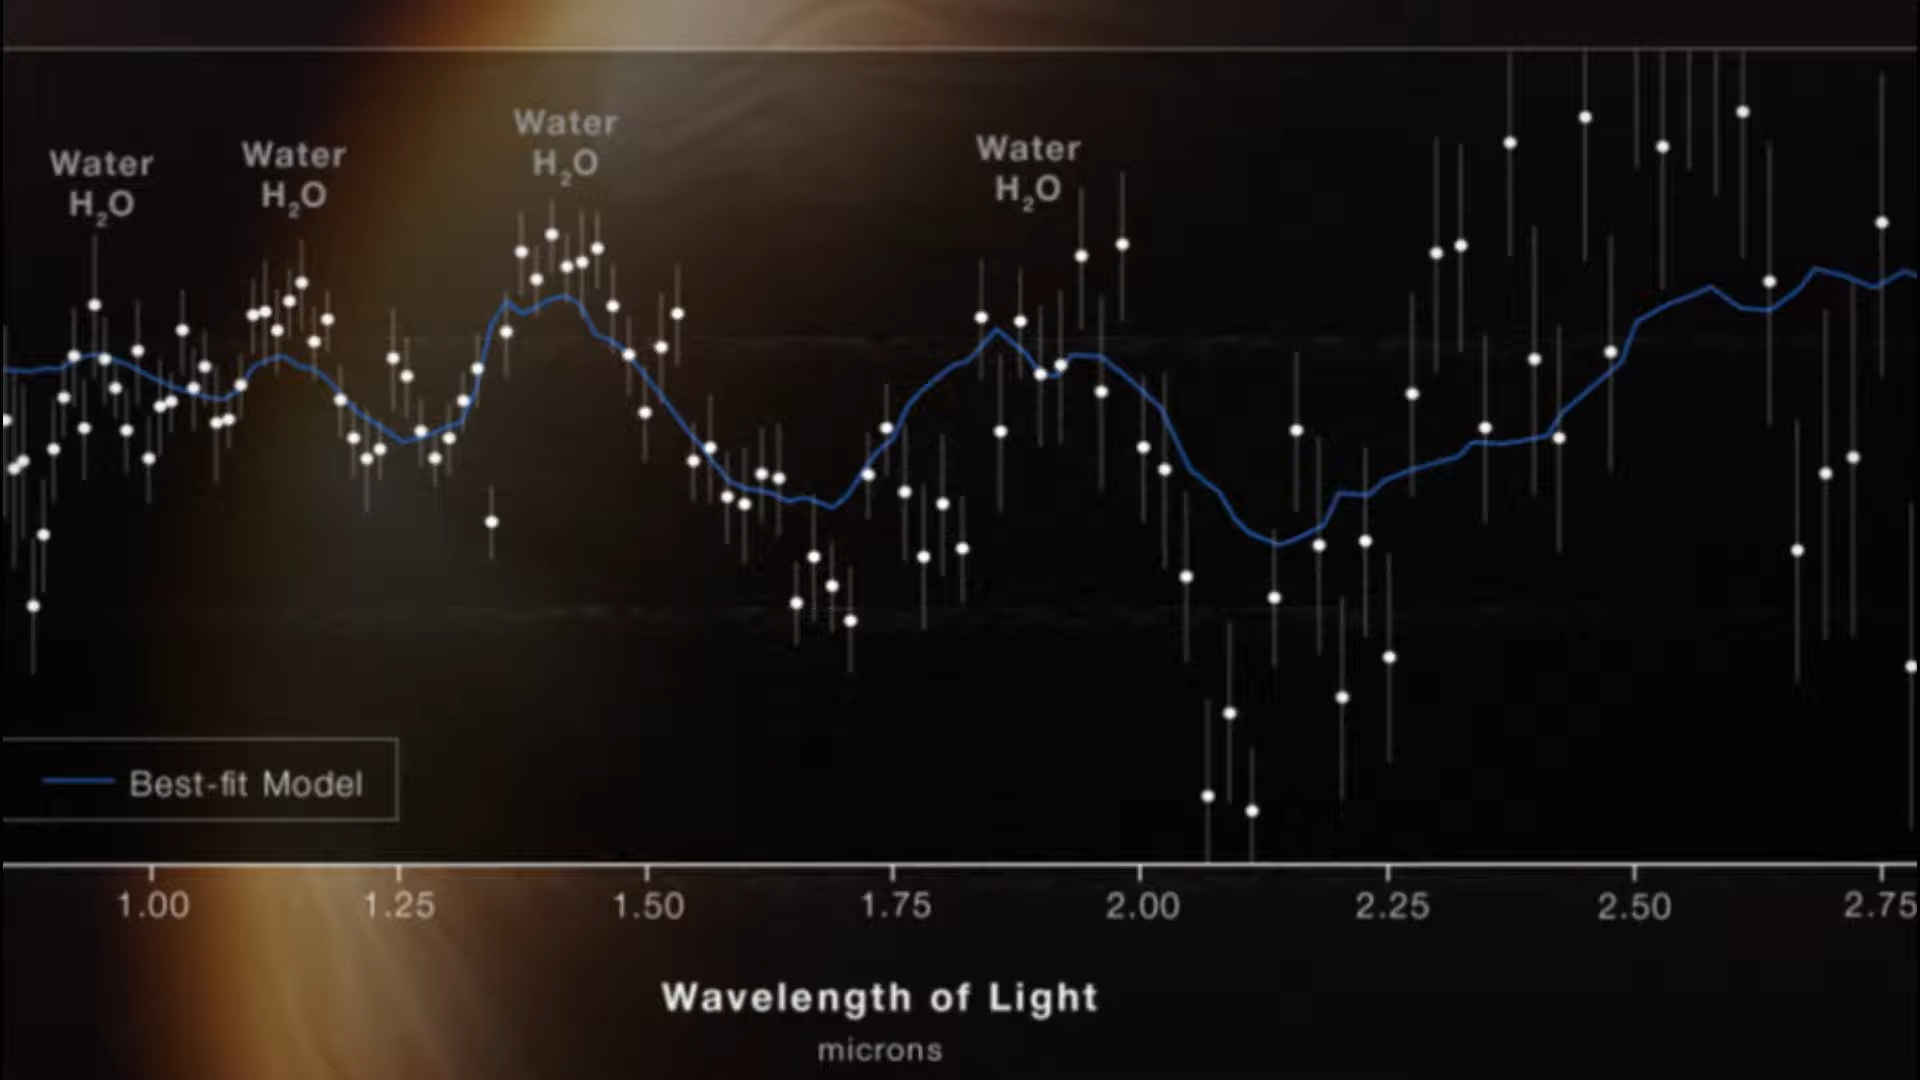 Water
H₂O
Water
H₂O
Water
H₂O
Water
H₂O
Best-fit Model
1.00
1.25
1.50
1.75
2.00
2.25
2.50
2.75
Wavelength of Light
microns